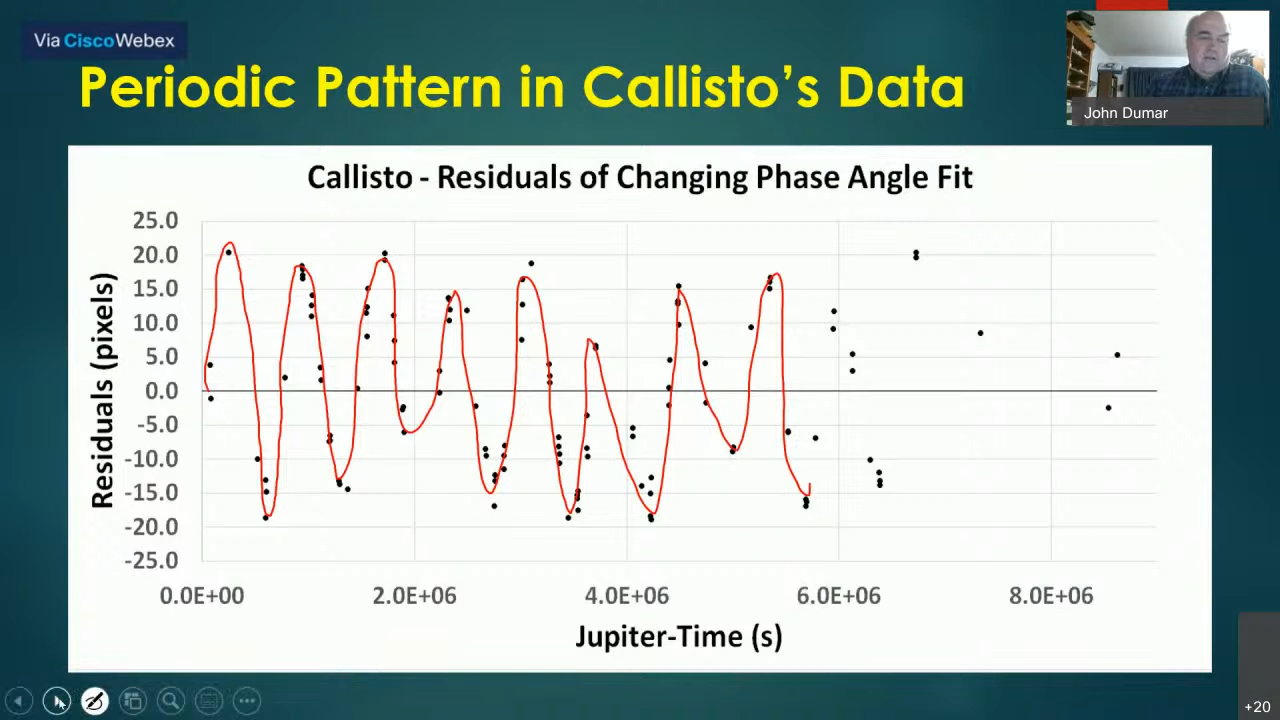 Via CiscoWebex
Periodic Pattern in Callisto's Data
John Dumar
Callisto - Residuals of Changing Phase Angle Fit
Residuals (pixels)
25.0
20.0
15.0
10.0
5.0
0.0
-5.0
-10.0
-15.0
-20.0
-25.0
0.0E+00 2.0E+06 4.0E+06 6.0E+06 8.0E+06
Jupiter-Time (s)
+20